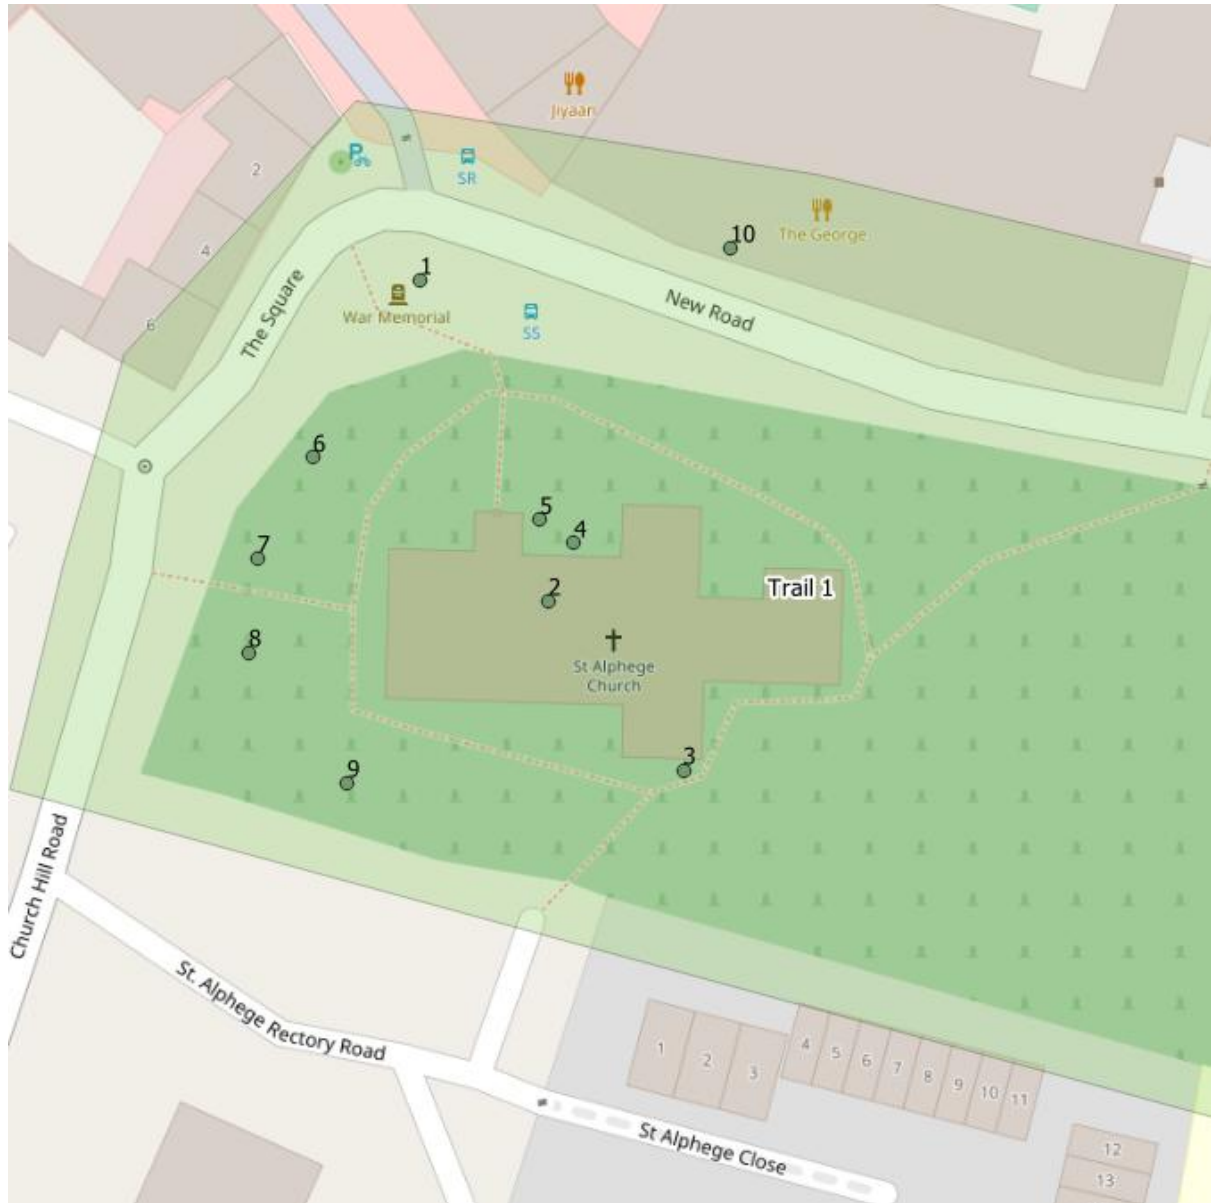 Jiyaan
P
2
SR
10
The George
4
1
War Memorial
SS
The Square
New Road
6
6
5
4
7
2
Trail 1
8
St Alphege
Church
3
9
Church Hill Road
St. Alphege Rectory Road
1
2
3
4
5
6
7
8
9
10
11
St Alphege Close
12
13